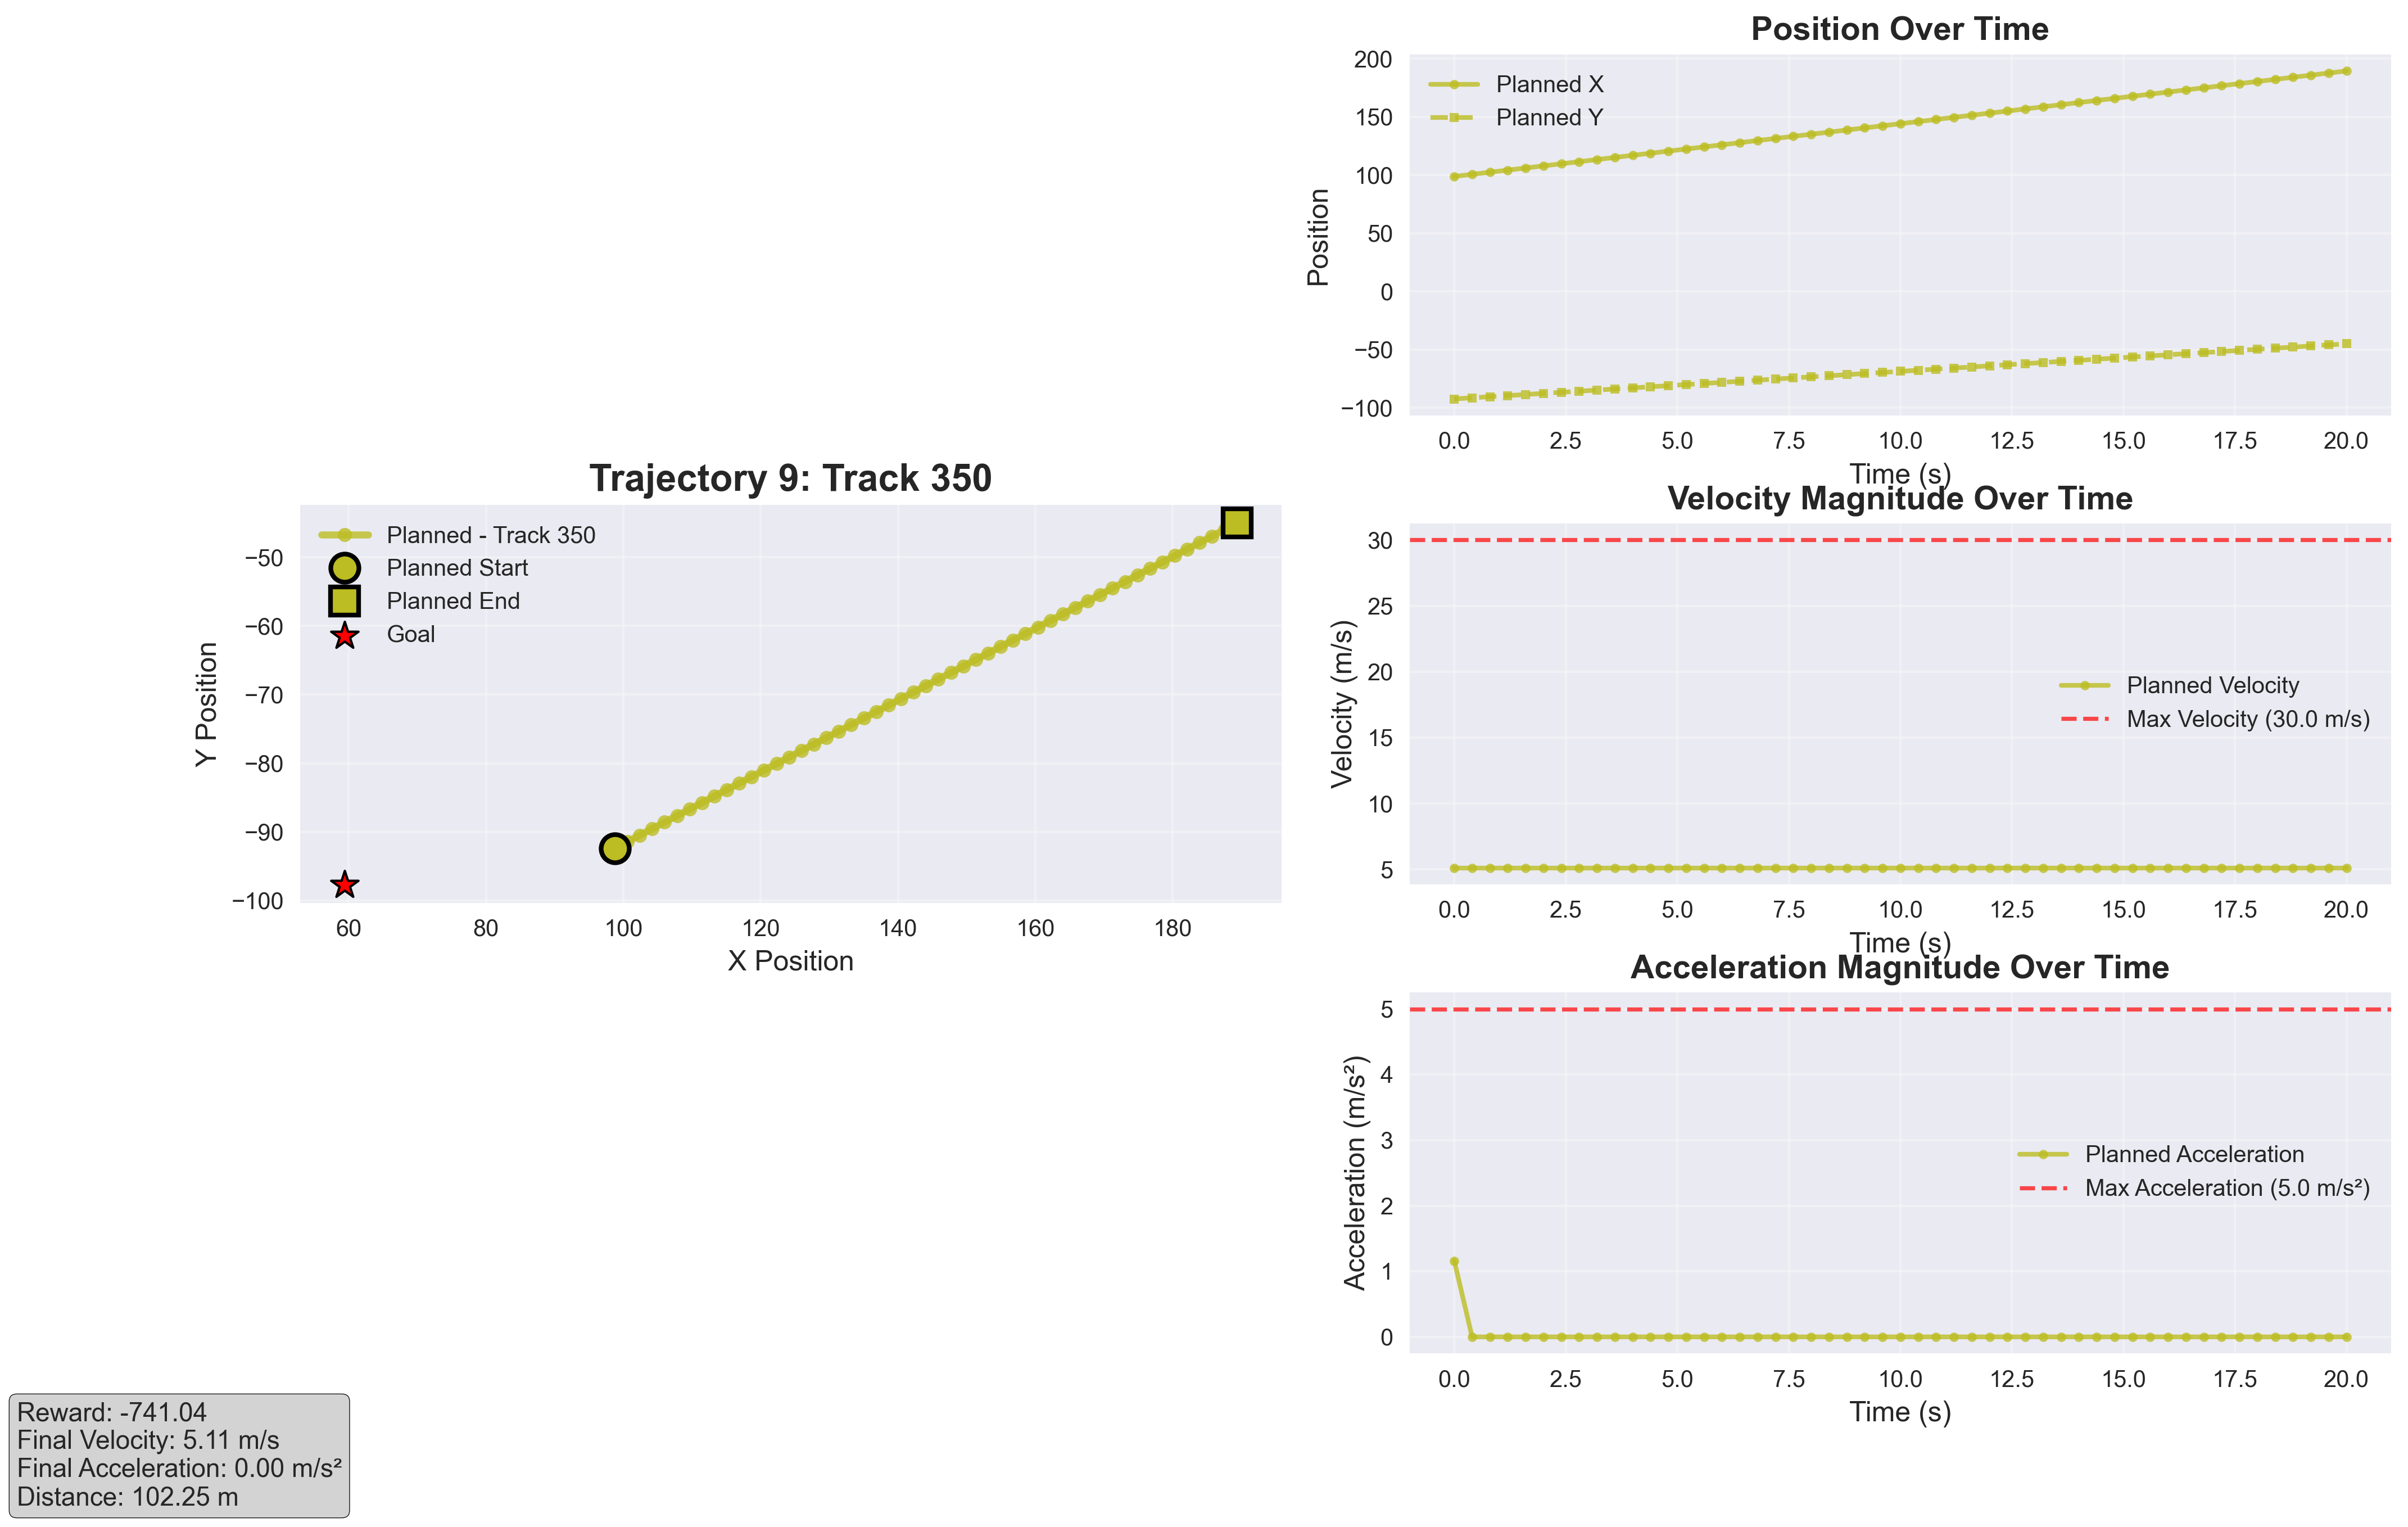 Trajectory 9: Track 350
Planned - Track 350
Planned Start
Planned End
Goal
Y Position
−50
−60
−70
−80
−90
−100
60
80
100
120
140
160
180
X Position
Position Over Time
Planned X
Planned Y
Position
200
150
100
50
0
−50
−100
0.0
2.5
5.0
7.5
10.0
12.5
15.0
17.5
20.0
Time (s)
Velocity Magnitude Over Time
Planned Velocity
Max Velocity (30.0 m/s)
Velocity (m/s)
30
25
20
15
10
5
0.0
2.5
5.0
7.5
10.0
12.5
15.0
17.5
20.0
Time (s)
Acceleration Magnitude Over Time
Planned Acceleration
Max Acceleration (5.0 m/s²)
Acceleration (m/s²)
5
4
3
2
1
0
0.0
2.5
5.0
7.5
10.0
12.5
15.0
17.5
20.0
Time (s)
Reward: -741.04
Final Velocity: 5.11 m/s
Final Acceleration: 0.00 m/s²
Distance: 102.25 m